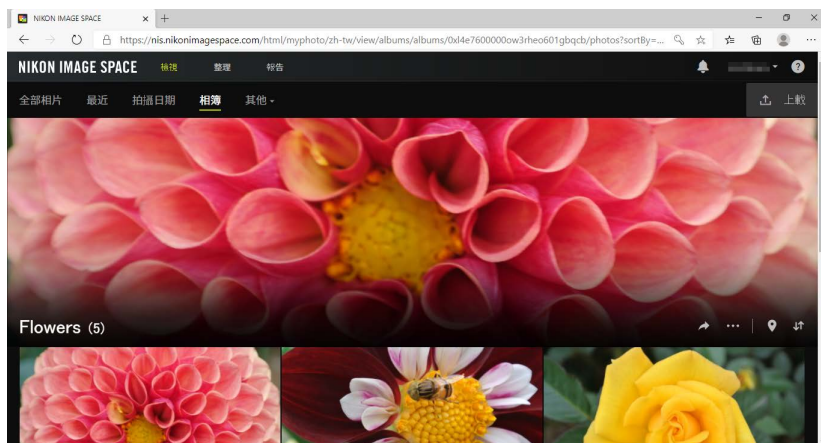 NIKON IMAGE SPACE
https://nis.nikonimagespace.com/html/myphoto/zh-tw/view/albums/albums/0xl4e7600000ow3rheo601gbqcb/photos?sortBy=...
NIKON IMAGE SPACE 檢視 整理 報告
全部相片 最近 拍攝日期 相簿 其他 上載
Flowers (5)